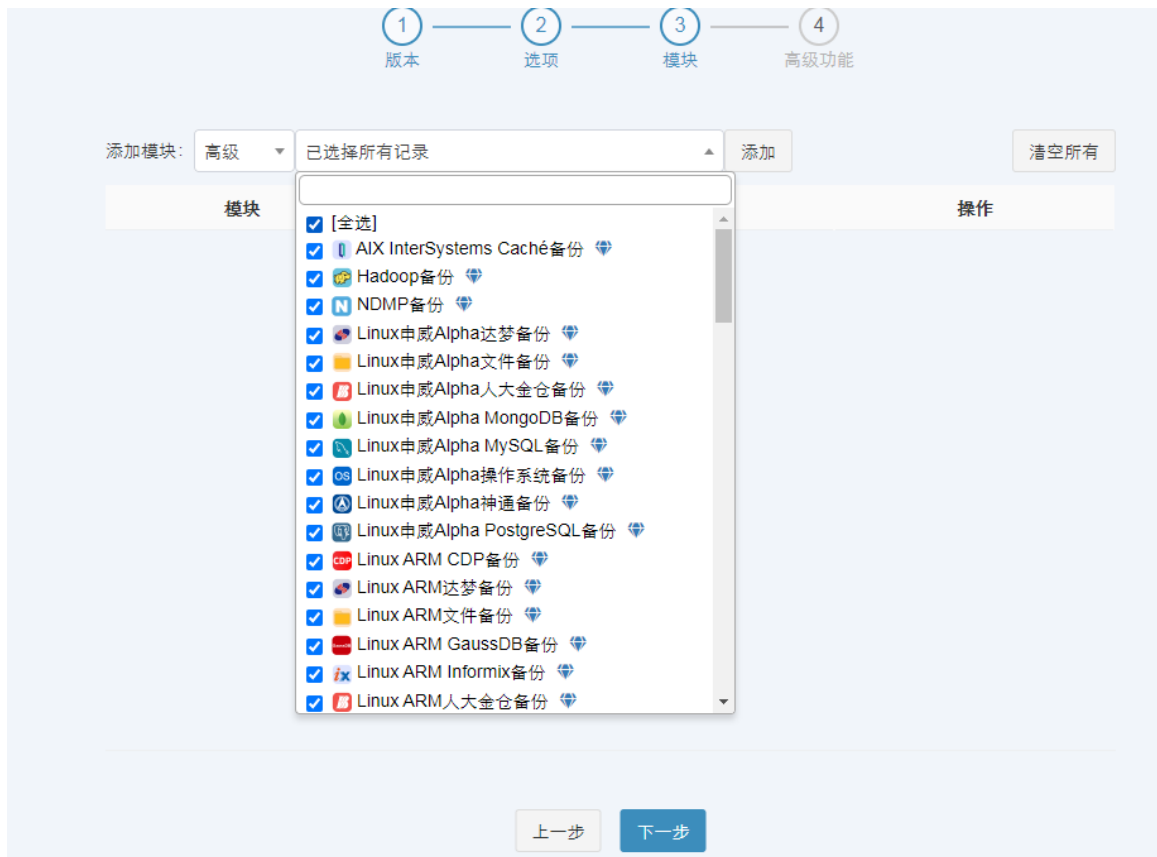 1 2 3 4
版本 选项 模块 高级功能
添加模块: 高级 已选择所有记录 添加 清空所有
模块 操作
[全选]
AIX InterSystems Caché备份
Hadoop备份
N NDMP备份
Linux申威Alpha达梦备份
Linux申威Alpha文件备份
Linux申威Alpha人大金仓备份
Linux申威Alpha MongoDB备份
Linux申威Alpha MySQL备份
OS Linux申威Alpha操作系统备份
Linux申威Alpha神通备份
Linux申威Alpha PostgreSQL备份
CDP Linux ARM CDP备份
Linux ARM达梦备份
Linux ARM文件备份
Linux ARM GaussDB备份
ix Linux ARM Informix备份
Linux ARM人大金仓备份
上一步 下一步